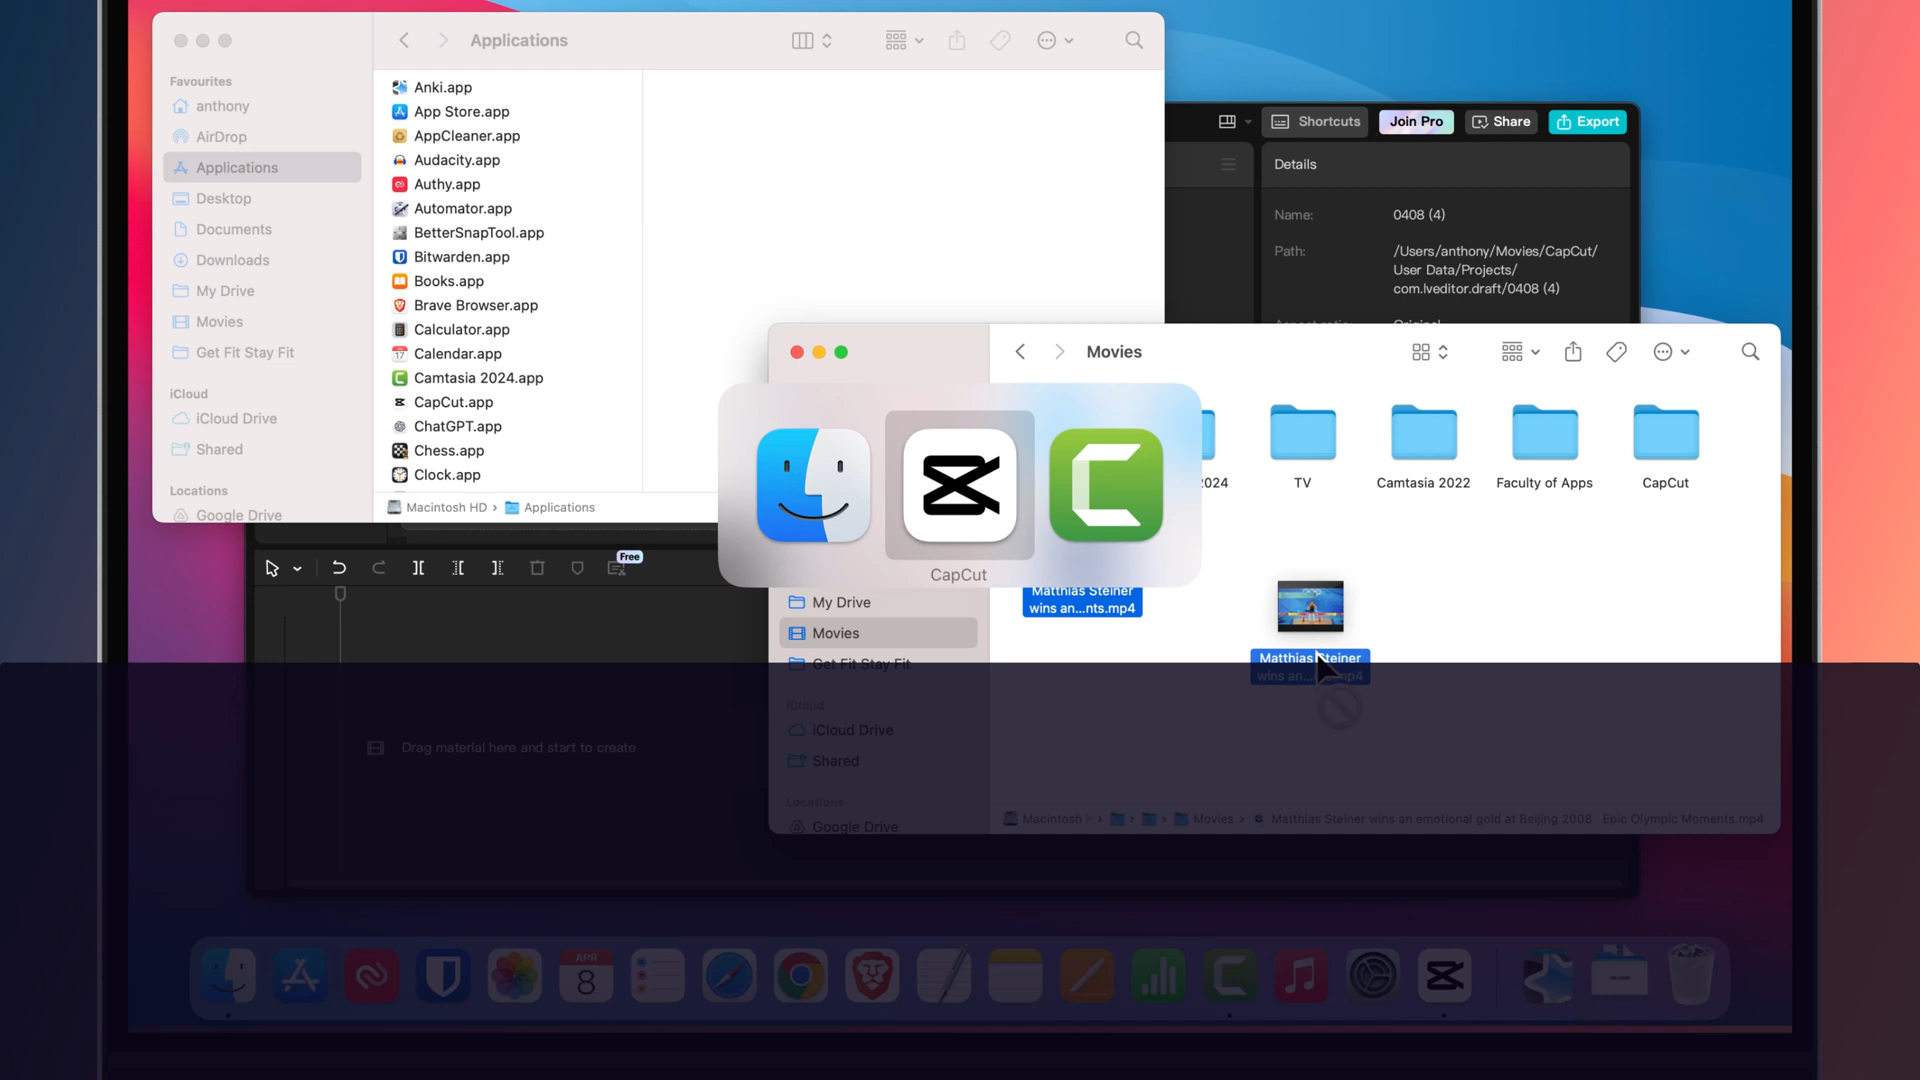 Applications
Favourites
anthony
AirDrop
Applications
Desktop
Documents
Downloads
My Drive
Movies
Get Fit Stay Fit
iCloud
iCloud Drive
Shared
Locations
Google Drive
Anki.app
App Store.app
AppCleaner.app
Audacity.app
Authy.app
Automator.app
BetterSnapTool.app
Bitwarden.app
Books.app
Brave Browser.app
Calculator.app
Calendar.app
Camtasia 2024.app
CapCut.app
ChatGPT.app
Chess.app
Clock.app
Macintosh HD › Applications
Shortcuts
Join Pro
Share
Export
Details
Name: 0408 (4)
Path: /Users/anthony/Movies/CapCut/
User Data/Projects/
com.lveditor.draft/0408 (4)
Movies
2024
TV
Camtasia 2022
Faculty of Apps
CapCut
CapCut
Matthias Steiner
wins an...nts.mp4
Matthias Steiner
My Drive
Movies
Get Fit Stay Fit
iCloud
iCloud Drive
Shared
Locations
Google Drive
Macintosh › Movies › Matthias Steiner wins an emotional gold at Beijing 2008 Epic Olympic Moments.mp4
Free
Drag material here and start to create
APR
8